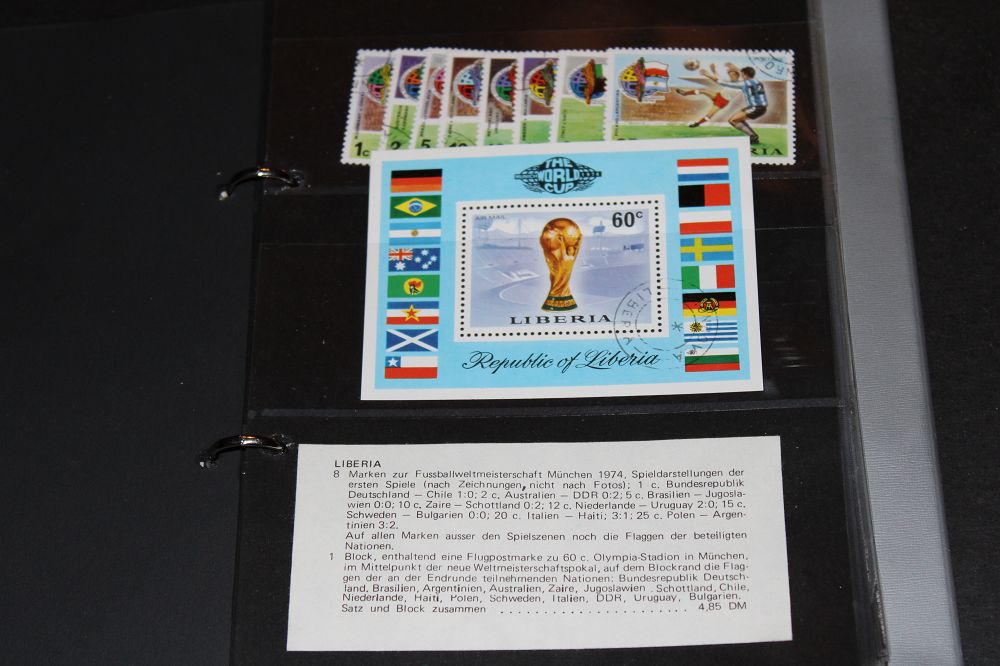 1c
2
5
LIBERIA
THE
WORLD
CUP
AIR MAIL
60c
LIBERIA
Republic of Liberia
LIBERIA
8 Marken zur Fussballweltmeisterschaft München 1974, Spieldarstellungen der
ersten Spiele (nach Zeichnungen, nicht nach Fotos); 1 c. Bundesrepublik
Deutschland – Chile 1:0; 2 c. Australien – DDR 0:2; 5 c. Brasilien – Jugosla-
wien 0:0; 10 c. Zaire – Schottland 0:2; 12 c. Niederlande – Uruguay 2:0; 15 c.
Schweden – Bulgarien 0:0; 20 c. Italien – Haiti; 3:1; 25 c. Polen – Argen-
tinien 3:2.
Auf allen Marken ausser den Spielszenen noch die Flaggen der beteiligten
Nationen.
1 Block, enthaltend eine Flugpostmarke zu 60 c. Olympia-Stadion in München,
im Mittelpunkt der neue Weltmeisterschaftspokal, auf dem Blockrand die Flag-
gen der an der Endrunde teilnehmenden Nationen: Bundesrepublik Deutsch-
land, Brasilien, Argentinien, Australien, Zaire, Jugoslawien . Schottland, Chile,
Niederlande, Haiti, Polen, Schweden, Italien, DDR, Uruguay, Bulgarien.
Satz und Block zusammen . . . . . . . . . . . . . . . . . . . . . . . 4,85 DM